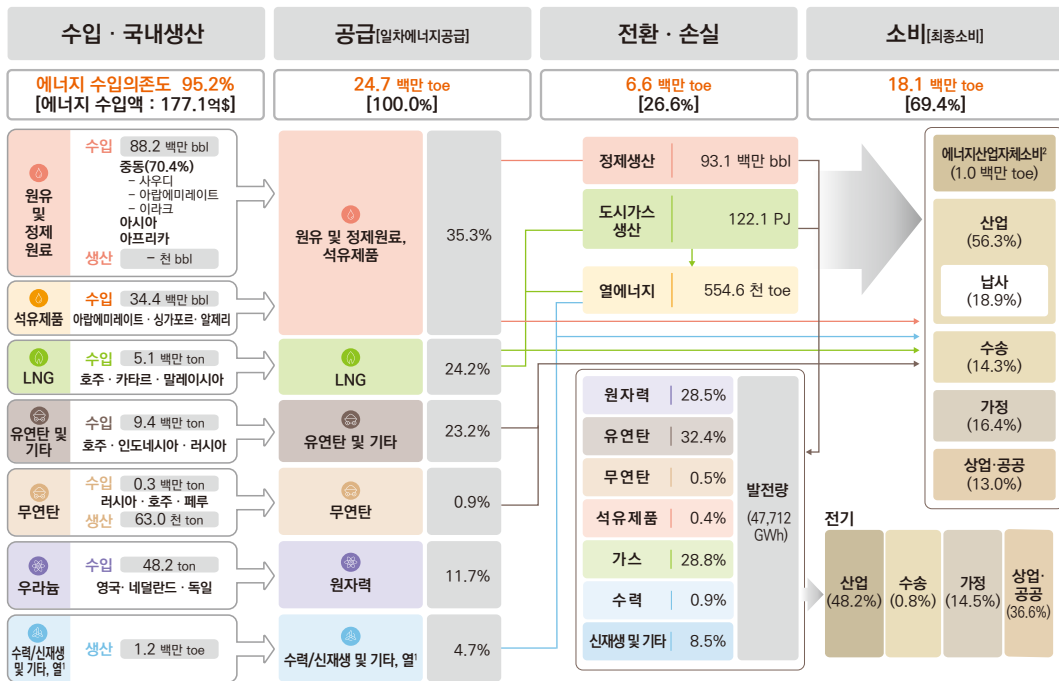 수입 · 국내생산
공급[일차에너지공급]
전환 · 손실
소비[최종소비]
에너지 수입의존도 95.2%
[에너지 수입액 : 177.1억$]
24.7 백만 toe
[100.0%]
6.6 백만 toe
[26.6%]
18.1 백만 toe
[69.4%]
원유
및
정제
원료
수입 88.2 백만 bbl
중동(70.4%)
– 사우디
– 아랍에미레이트
– 이라크
아시아
아프리카
생산 – 천 bbl
석유제품
수입 34.4 백만 bbl
아랍에미레이트 · 싱가포르 · 알제리
LNG
수입 5.1 백만 ton
호주 · 카타르 · 말레이시아
유연탄 및
기타
수입 9.4 백만 ton
호주 · 인도네시아 · 러시아
무연탄
수입 0.3 백만 ton
러시아 · 호주 · 페루
생산 63.0 천 ton
우라늄
수입 48.2 ton
영국 · 네덜란드 · 독일
수력/신재생
및 기타, 열¹
생산 1.2 백만 toe
원유 및 정제원료,
석유제품
35.3%
LNG
24.2%
유연탄 및 기타
23.2%
무연탄
0.9%
원자력
11.7%
수력/신재생 및 기타, 열¹
4.7%
정제생산 93.1 백만 bbl
도시가스
생산
122.1 PJ
열에너지 554.6 천 toe
원자력 28.5%
유연탄 32.4%
무연탄 0.5%
석유제품 0.4%
가스 28.8%
수력 0.9%
신재생 및 기타 8.5%
발전량
(47,712
GWh)
에너지산업자체소비²
(1.0 백만 toe)
산업
(56.3%)
납사
(18.9%)
수송
(14.3%)
가정
(16.4%)
상업·공공
(13.0%)
전기
산업
(48.2%)
수송
(0.8%)
가정
(14.5%)
상업·
공공
(36.6%)